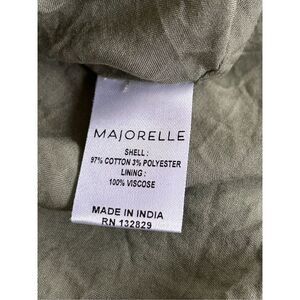 MAJORELLE
SHELL :
97% COTTON 3% POLYESTER
LINING :
100% VISCOSE
MADE IN INDIA
RN 132829